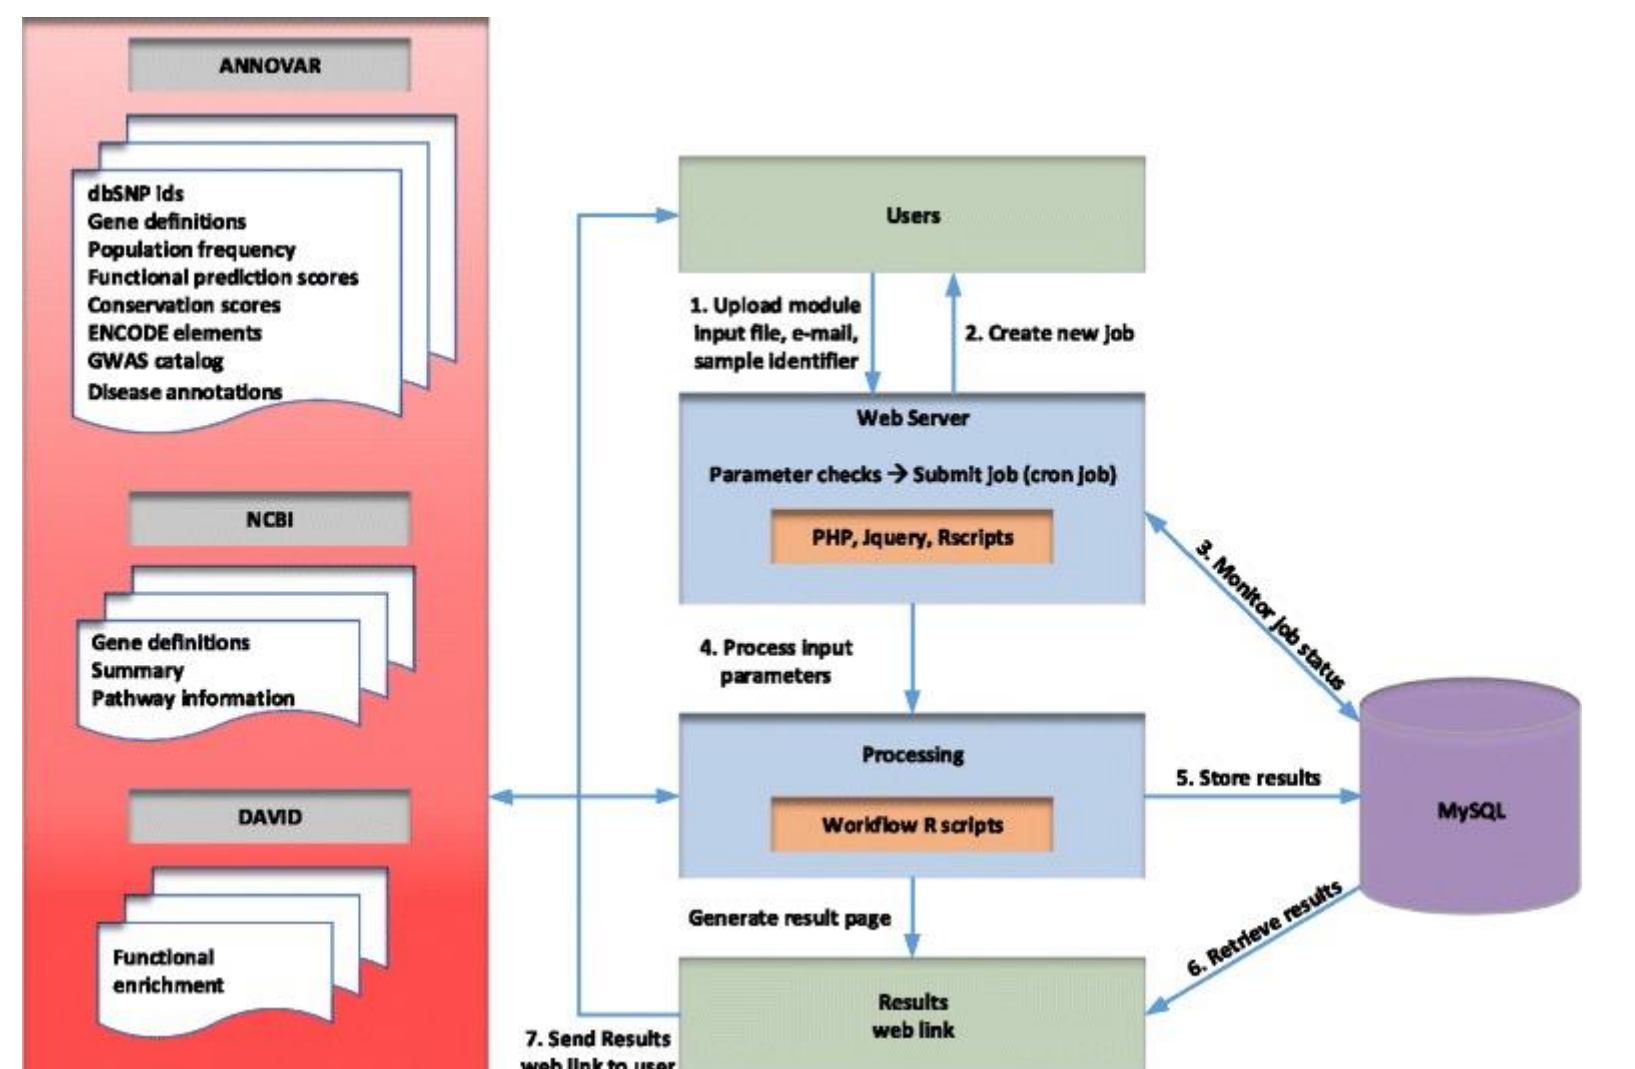 ANNOVAR
dbSNP ids
Gene definitions
Population frequency
Functional prediction scores
Conservation scores
ENCODE elements
GWAS catalog
Disease annotations
NCBI
Gene definitions
Summary
Pathway information
DAVID
Functional
enrichment
Users
1. Upload module
input file, e-mail,
sample identifier
2. Create new job
Web Server
Parameter checks → Submit job (cron job)
PHP, Jquery, Rscripts
3. Monitor job status
4. Process input
parameters
Processing
Workflow R scripts
5. Store results
MySQL
Generate result page
6. Retrieve results
Results
web link
7. Send Results
web link to user